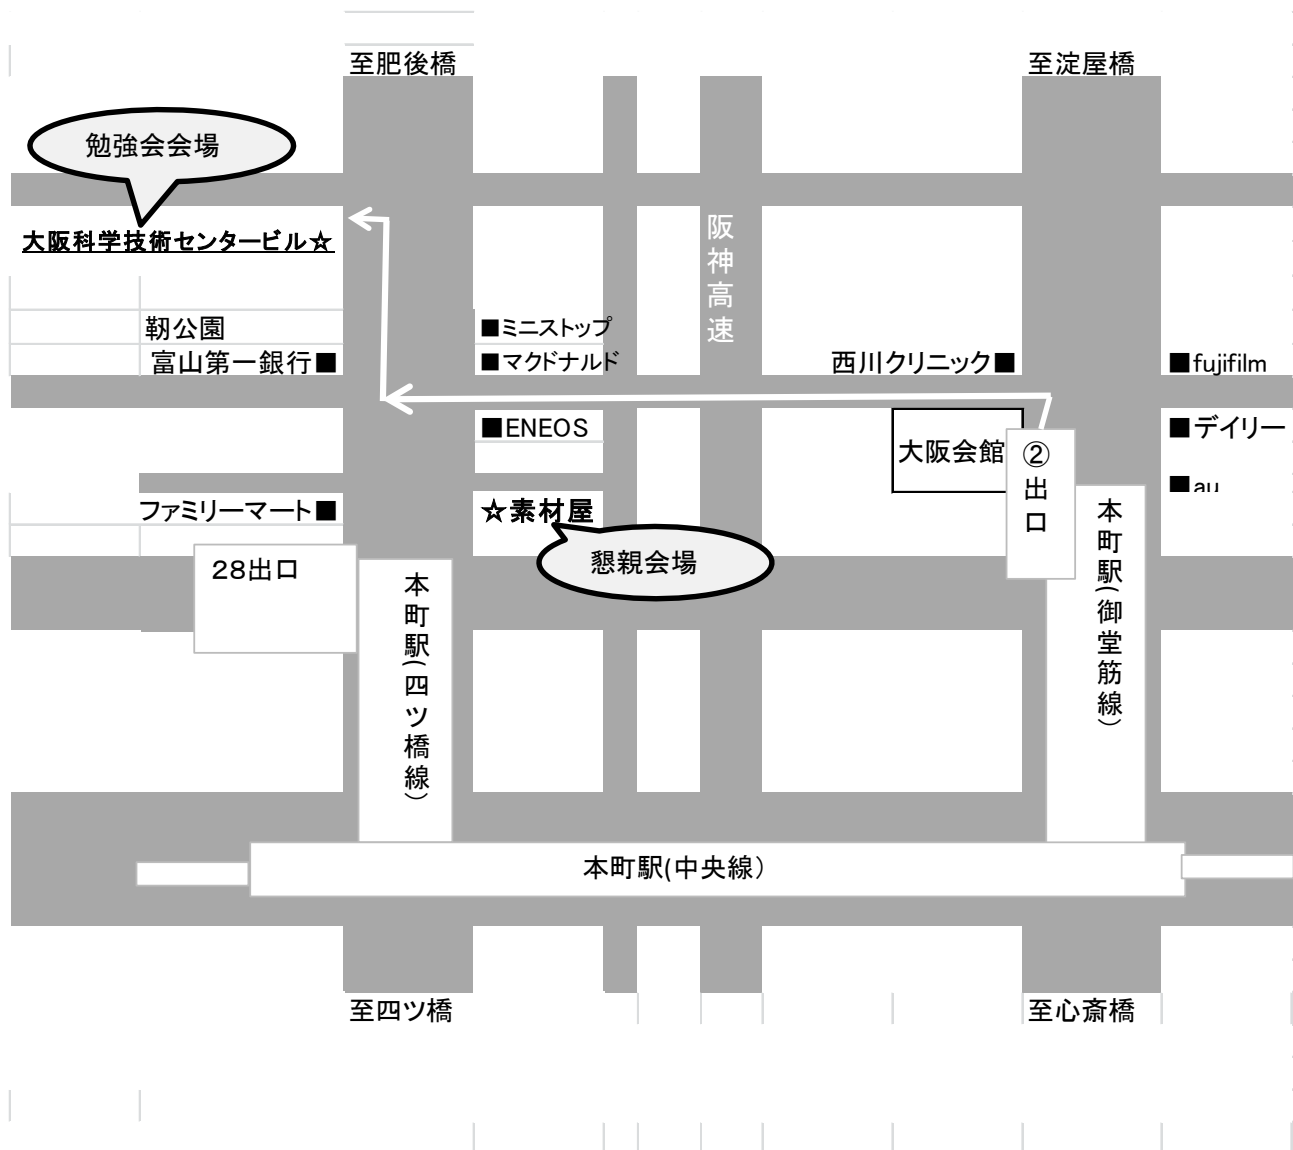 至肥後橋
至淀屋橋
勉強会会場
大阪科学技術センタービル☆
阪神高速
靭公園
■ミニストップ
富山第一銀行■
■マクドナルド
西川クリニック■
■fujifilm
■ENEOS
大阪会館
②出口
■デイリー
■au
ファミリーマート■
☆素材屋
懇親会場
28出口
本町駅(四ツ橋線)
本町駅(御堂筋線)
本町駅(中央線)
至四ツ橋
至心斎橋